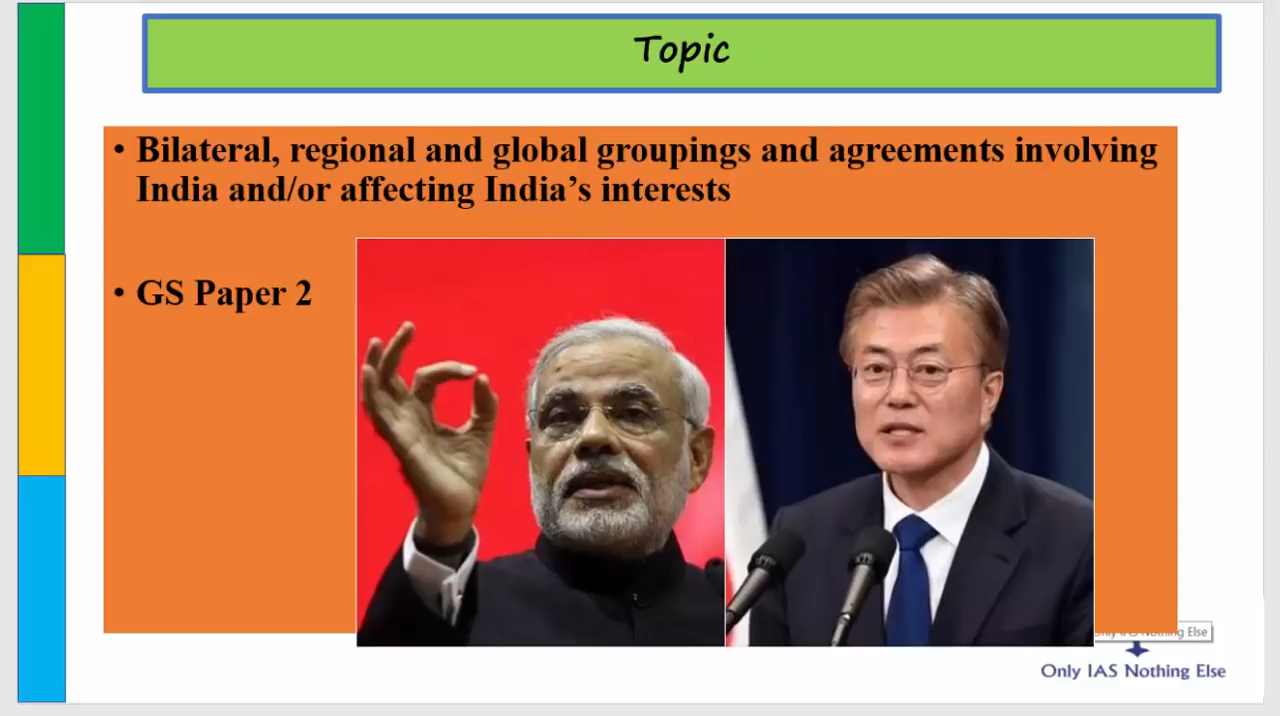 Topic
• Bilateral, regional and global groupings and agreements involving
India and/or affecting India’s interests
• GS Paper 2
Only IAS Nothing Else
Only IAS Nothing Else